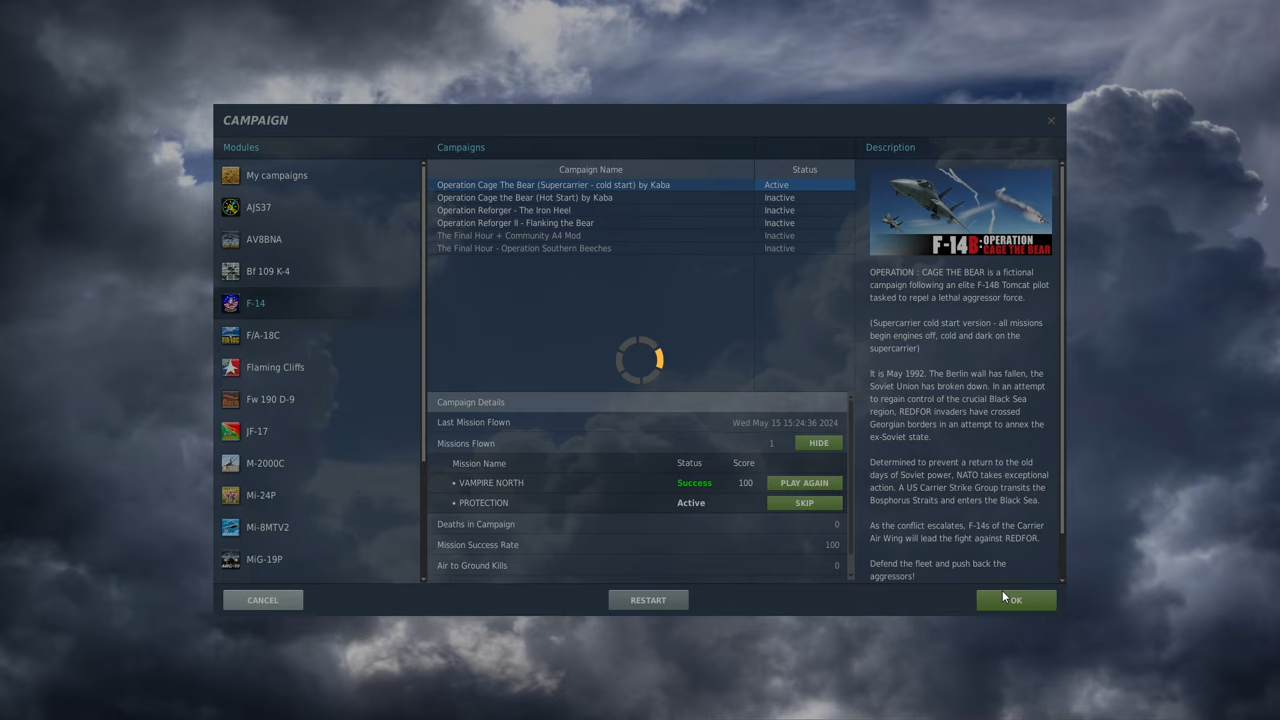 CAMPAIGN
Modules
My campaigns
AJS37
AV8BNA
Bf 109 K-4
F-14
F/A-18C
Flaming Cliffs
Fw 190 D-9
JF-17
M-2000C
Mi-24P
Mi-8MTV2
MiG-19P
Campaigns
Campaign Name Status
Operation Cage The Bear (Supercarrier - cold start) by Kaba Active
Operation Cage the Bear (Hot Start) by Kaba Inactive
Operation Reforger - The Iron Heel Inactive
Operation Reforger II - Flanking the Bear Inactive
The Final Hour + Community A4 Mod Inactive
The Final Hour - Operation Southern Beeches Inactive
Campaign Details
Last Mission Flown Wed May 15 15:24:36 2024
Missions Flown 1 HIDE
Mission Name Status Score
• VAMPIRE NORTH Success 100 PLAY AGAIN
• PROTECTION Active SKIP
Deaths in Campaign 0
Mission Success Rate 100
Air to Ground Kills 0
Description
F-14B: OPERATION
CAGE THE BEAR
OPERATION : CAGE THE BEAR is a fictional
campaign following an elite F-14B Tomcat pilot
tasked to repel a lethal aggressor force.
(Supercarrier cold start version - all missions
begin engines off, cold and dark on the
supercarrier)
It is May 1992. The Berlin wall has fallen, the
Soviet Union has broken down. In an attempt
to regain control of the crucial Black Sea
region, REDFOR invaders have crossed
Georgian borders in an attempt to annex the
ex-Soviet state.
Determined to prevent a return to the old
days of Soviet power, NATO takes exceptional
action. A US Carrier Strike Group transits the
Bosphorus Straits and enters the Black Sea.
As the conflict escalates, F-14s of the Carrier
Air Wing will lead the fight against REDFOR.
Defend the fleet and push back the
aggressors!
CANCEL
RESTART
OK